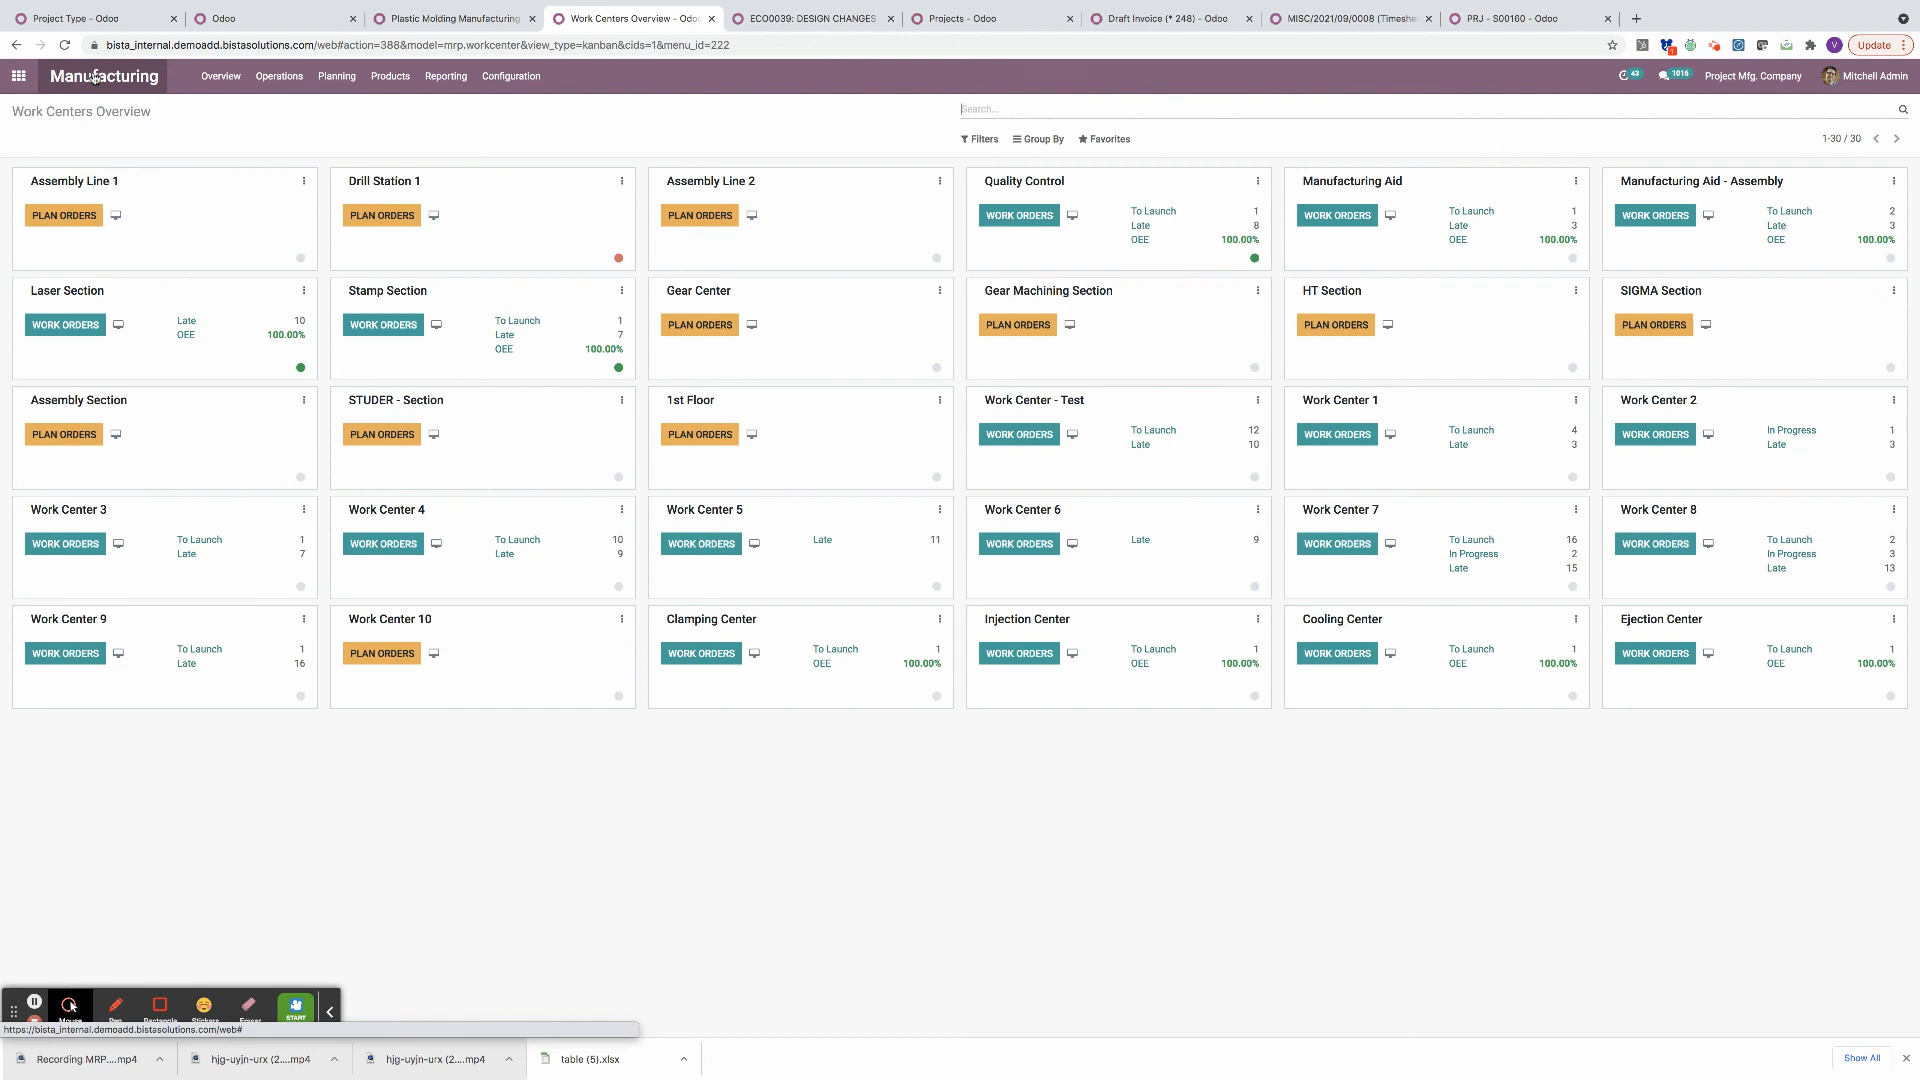 Project Type - Odoo
Odoo
Plastic Molding Manufacturing
Work Centers Overview - Odoo
ECO0039: DESIGN CHANGES
Projects - Odoo
Draft Invoice (* 248) - Odoo
MISC/2021/09/0008 (Timeshe
PRJ - S00160 - Odoo
bista_internal.demoadd.bistasolutions.com/web#action=388&model=mrp.workcenter&view_type=kanban&cids=1&menu_id=222
1
V
Update
Manufacturing
Overview
Operations
Planning
Products
Reporting
Configuration
43
1016
Project Mfg. Company
Mitchell Admin
Work Centers Overview
Search...
Filters
Group By
Favorites
1-30 / 30
Assembly Line 1
PLAN ORDERS
Drill Station 1
PLAN ORDERS
Assembly Line 2
PLAN ORDERS
Quality Control
WORK ORDERS
To Launch 1
Late 8
OEE 100.00%
Manufacturing Aid
WORK ORDERS
To Launch 1
Late 3
OEE 100.00%
Manufacturing Aid - Assembly
WORK ORDERS
To Launch 2
Late 3
OEE 100.00%
Laser Section
WORK ORDERS
Late 10
OEE 100.00%
Stamp Section
WORK ORDERS
To Launch 1
Late 7
OEE 100.00%
Gear Center
PLAN ORDERS
Gear Machining Section
PLAN ORDERS
HT Section
PLAN ORDERS
SIGMA Section
PLAN ORDERS
Assembly Section
PLAN ORDERS
STUDER - Section
PLAN ORDERS
1st Floor
PLAN ORDERS
Work Center - Test
WORK ORDERS
To Launch 12
Late 10
Work Center 1
WORK ORDERS
To Launch 4
Late 3
Work Center 2
WORK ORDERS
In Progress 1
Late 3
Work Center 3
WORK ORDERS
To Launch 1
Late 7
Work Center 4
WORK ORDERS
To Launch 10
Late 9
Work Center 5
WORK ORDERS
Late 11
Work Center 6
WORK ORDERS
Late 9
Work Center 7
WORK ORDERS
To Launch 16
In Progress 2
Late 15
Work Center 8
WORK ORDERS
To Launch 2
In Progress 3
Late 13
Work Center 9
WORK ORDERS
To Launch 1
Late 16
Work Center 10
PLAN ORDERS
Clamping Center
WORK ORDERS
To Launch 1
OEE 100.00%
Injection Center
WORK ORDERS
To Launch 1
OEE 100.00%
Cooling Center
WORK ORDERS
To Launch 1
OEE 100.00%
Ejection Center
WORK ORDERS
To Launch 1
OEE 100.00%
Mouse
Pen
Rectangle
Stickers
Eraser
START
https://bista_internal.demoadd.bistasolutions.com/web#
Recording MRP....mp4
hjg-uyjn-urx (2....mp4
hjg-uyjn-urx (2....mp4
table (5).xlsx
Show All